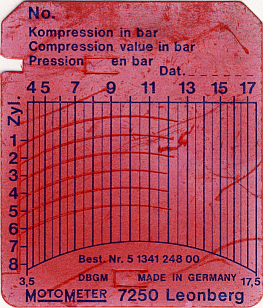 No.
Kompression in bar
Compression value in bar
Pression en bar
Dat.
Zyl. 4 5 7 9 11 13 15 17
1
2
3
4
5
6
7
8
Best. Nr. 5 1341 248 00
3,5 DBGM MADE IN GERMANY 17,5
MOTOMETER 7250 Leonberg